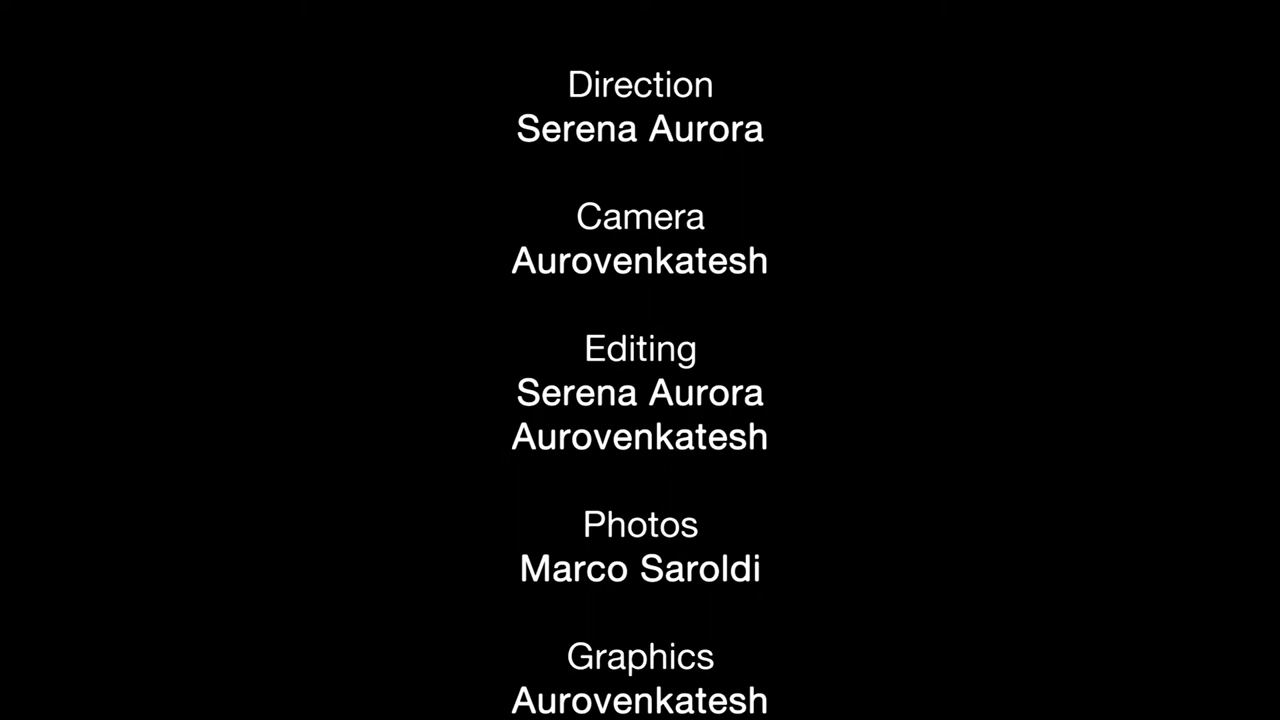 Direction
Serena Aurora
Camera
Aurovenkatesh
Editing
Serena Aurora
Aurovenkatesh
Photos
Marco Saroldi
Graphics
Aurovenkatesh